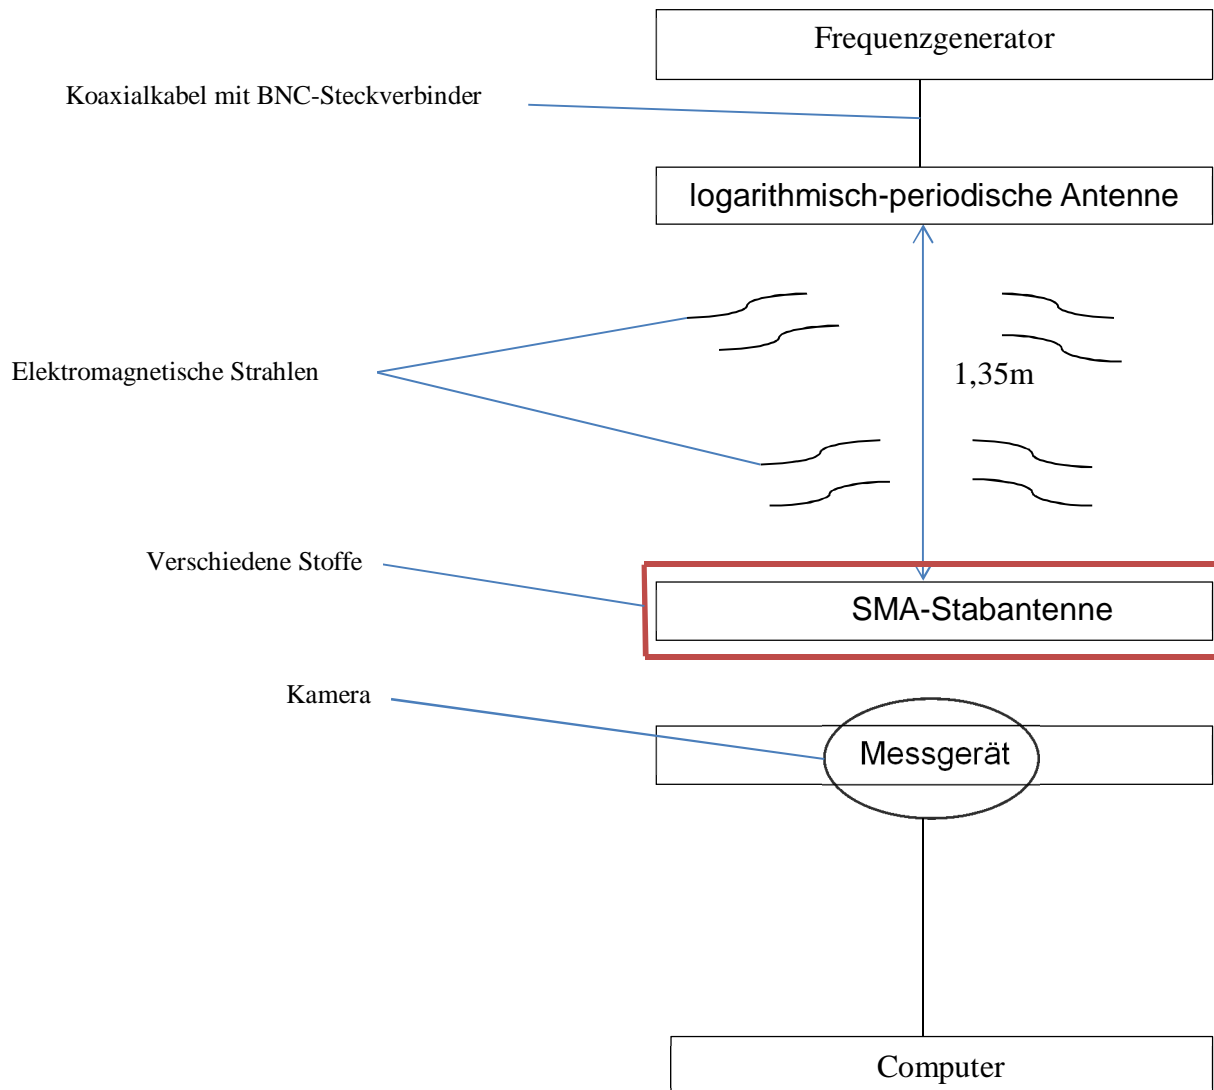 Frequenzgenerator
Koaxialkabel mit BNC-Steckverbinder
logarithmisch-periodische Antenne
Elektromagnetische Strahlen
1,35m
Verschiedene Stoffe
SMA-Stabantenne
Kamera
Messgerät
Computer